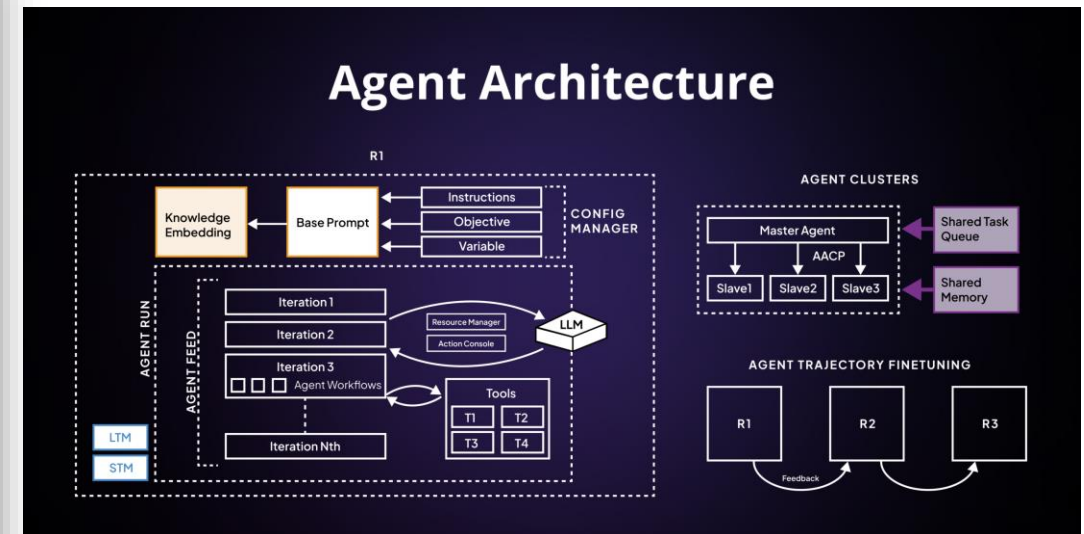 Agent Architecture
R1
Knowledge
Embedding
Base Prompt
Instructions
Objective
Variable
CONFIG
MANAGER
AGENT RUN
AGENT FEED
Iteration 1
Iteration 2
Iteration 3
Agent Workflows
Iteration Nth
Resource Manager
Action Console
LLM
Tools
T1
T2
T3
T4
LTM
STM
AGENT CLUSTERS
Master Agent
AACP
Slave1
Slave2
Slave3
Shared Task
Queue
Shared
Memory
AGENT TRAJECTORY FINETUNING
R1
R2
R3
Feedback